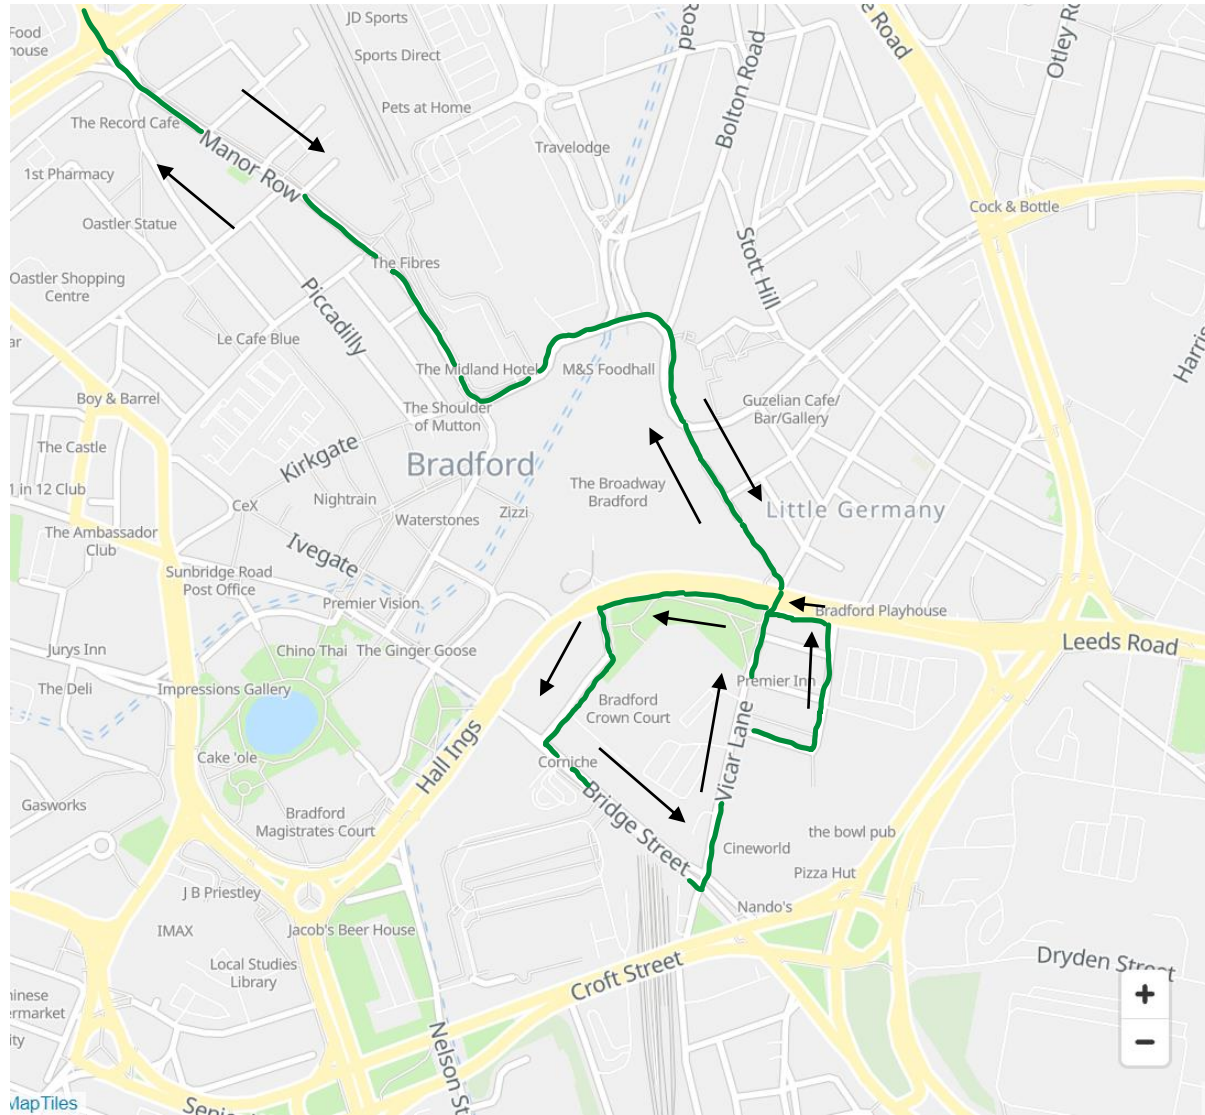 Food
house
JD Sports
Sports Direct
Road
e Road
Otley Ro
Bolton Road
Pets at Home
The Record Cafe
Manor Row
Travelodge
1st Pharmacy
Cock & Bottle
Oastler Statue
Stott Hill
The Fibres
Oastler Shopping
Centre
Piccadilly
Harris
ar
Le Cafe Blue
The Midland Hotel
M&S Foodhall
Boy & Barrel
The Shoulder
of Mutton
Guzelian Cafe/
Bar/Gallery
The Castle
Kirkgate
Bradford
1 in 12 Club
Nightrain
The Broadway
Bradford
CeX
Zizzi
Little Germany
Waterstones
The Ambassador
Club
Ivegate
Sunbridge Road
Post Office
Premier Vision
Bradford Playhouse
Leeds Road
Jurys Inn
Chino Thai
The Ginger Goose
The Deli
Impressions Gallery
Premier Inn
Bradford
Crown Court
Vicar Lane
Cake 'ole
Hall Ings
Corniche
Gasworks
Bradford
Magistrates Court
Bridge Street
the bowl pub
Cineworld
Pizza Hut
J B Priestley
Nando's
IMAX
Jacob's Beer House
Local Studies
Library
Croft Street
Dryden Street
hinese
ermarket
ity
Nelson St
+
−
MapTiles